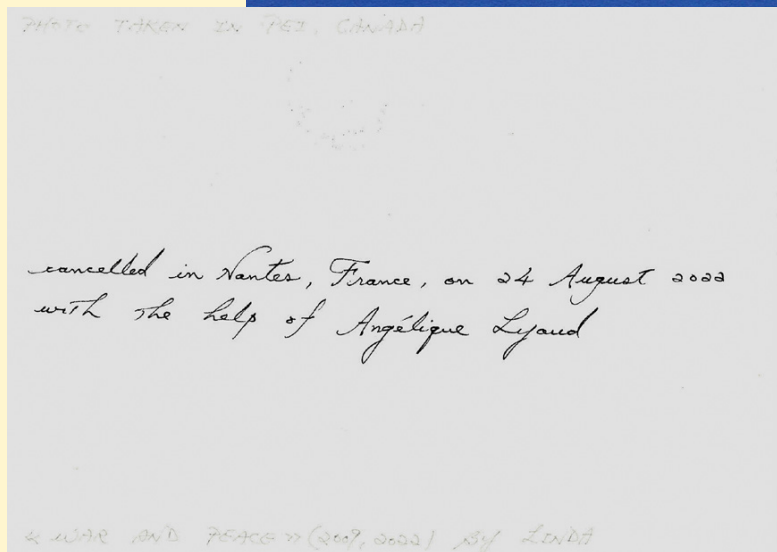 PHOTO TAKEN IN PEI, CANADA
cancelled in Nantes, France, on 24 August 2022
with the help of Angélique Lyaud
« WAR AND PEACE » (2009, 2022) BY LINDA